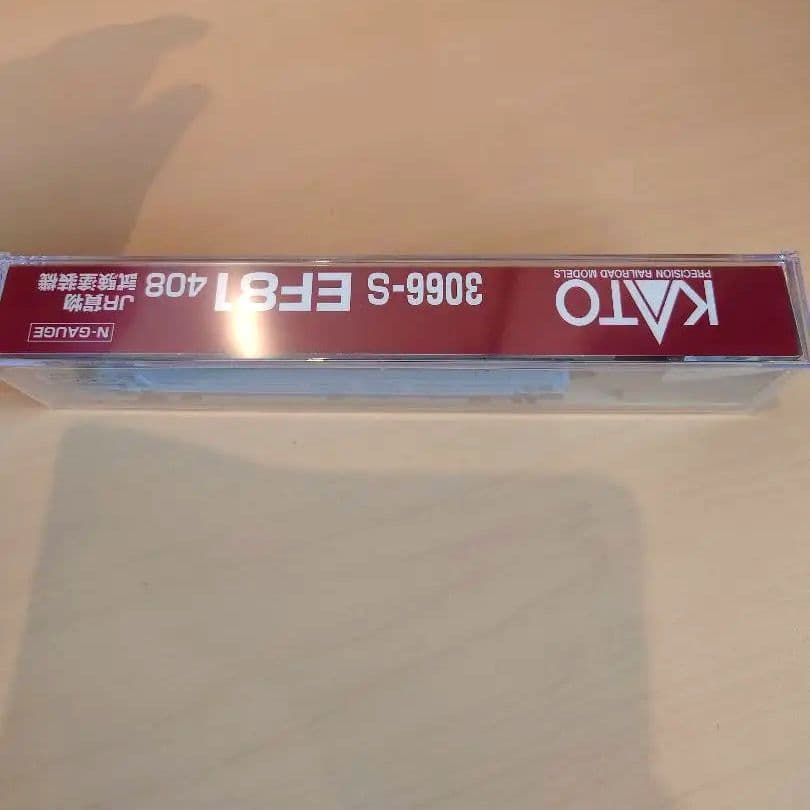 KATO
PRECISION RAILROAD MODELS
3066-S EF81 408
JR貨物
試験塗装機
N-GAUGE